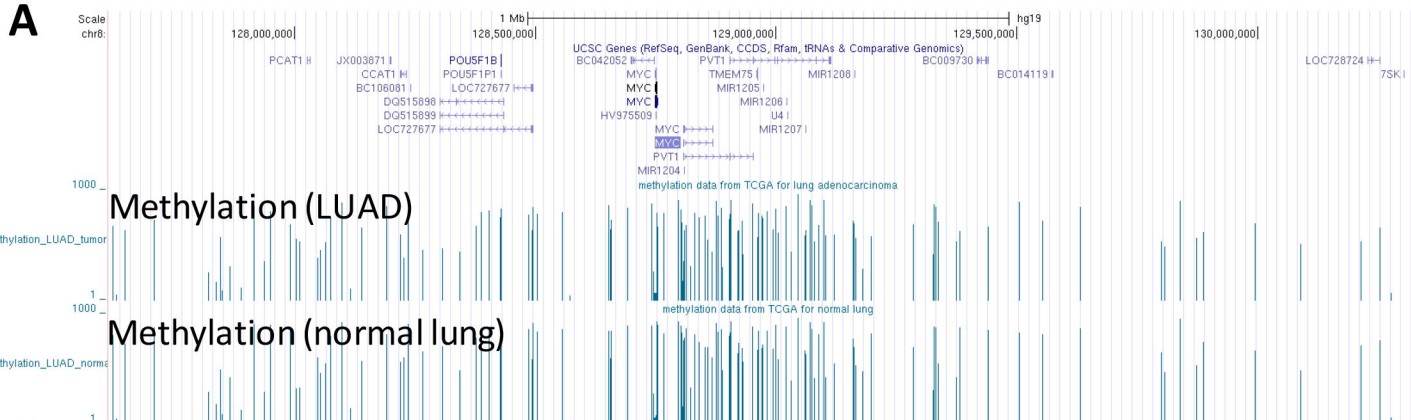 A
Scale 1 Mb hg19
chr8: 128,000,000 128,500,000 129,000,000 129,500,000 130,000,000
UCSC Genes (RefSeq, GenBank, CCDS, Rfam, tRNAs & Comparative Genomics)
PCAT1 JX003871 POU5F1B BC042052 PVT1 BC009730 LOC728724
CCAT1 POU5F1P1 MYC TMEM75 MIR1208 BC014119 7SK
BC106081 LOC727677 MYC MIR1205
DQ515898 MYC MIR1206
DQ515899 HV975509 U4
LOC727677 MYC MIR1207
MYC
PVT1
MIR1204
1000 methylation data from TCGA for lung adenocarcinoma
Methylation (LUAD)
thylation_LUAD_tumor
1
1000 methylation data from TCGA for normal lung
Methylation (normal lung)
thylation_LUAD_norma
1